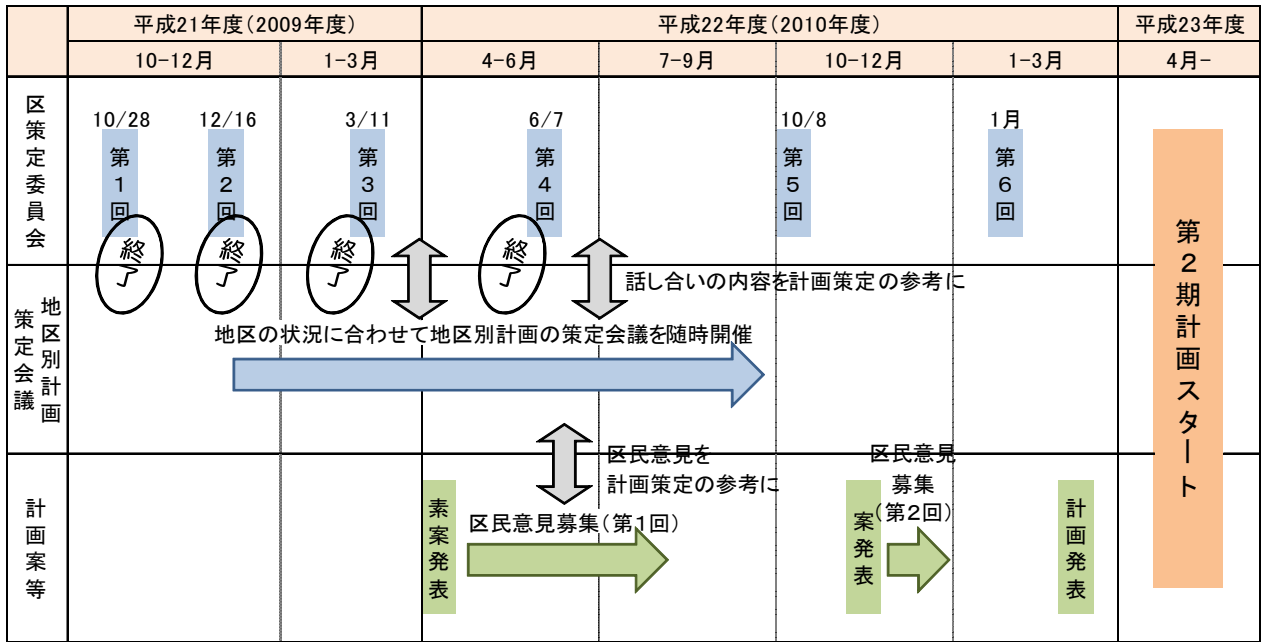 平成21年度(2009年度)
平成22年度(2010年度)
平成23年度
10-12月
1-3月
4-6月
7-9月
10-12月
1-3月
4月-
区策定委員会
10/28
12/16
3/11
6/7
10/8
1月
第1回
第2回
第3回
第4回
第5回
第6回
終了
終了
終了
終了
話し合いの内容を計画策定の参考に
地区別計画
策定会議
地区の状況に合わせて地区別計画の策定会議を随時開催
区民意見を
計画策定の参考に
計画案等
素案発表
区民意見募集(第1回)
案発表
区民意見
募集
(第2回)
計画発表
第2期計画スタート